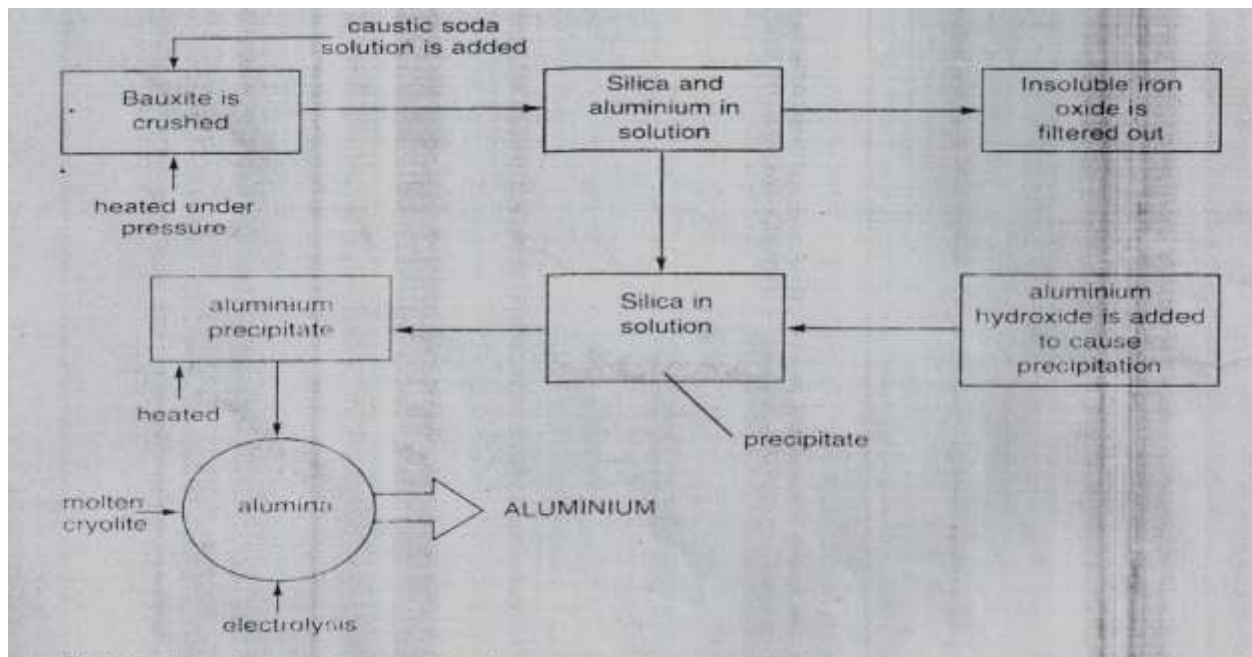 caustic soda
solution is added
Bauxite is
crushed
Silica and
aluminium in
solution
Insoluble iron
oxide is
filtered out
heated under
pressure
aluminium
precipitate
Silica in
solution
aluminium
hydroxide is added
to cause
precipitation
heated
precipitate
molten
cryolite
alumina
ALUMINIUM
electrolysis